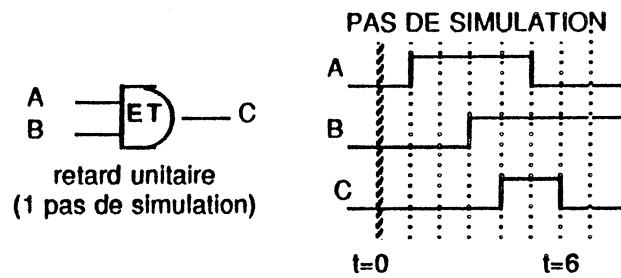 PAS DE SIMULATION
A
B
ET
C
retard unitaire
(1 pas de simulation)
A
B
C
t=0
t=6